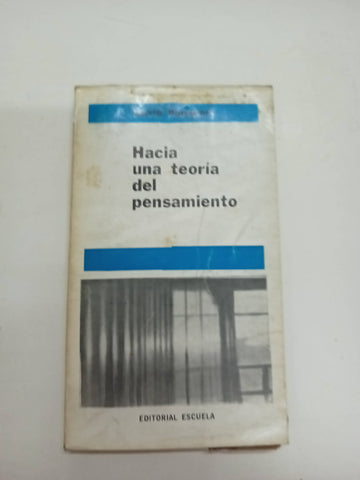 Hacia
una teoría
del
pensamiento
EDITORIAL ESCUELA